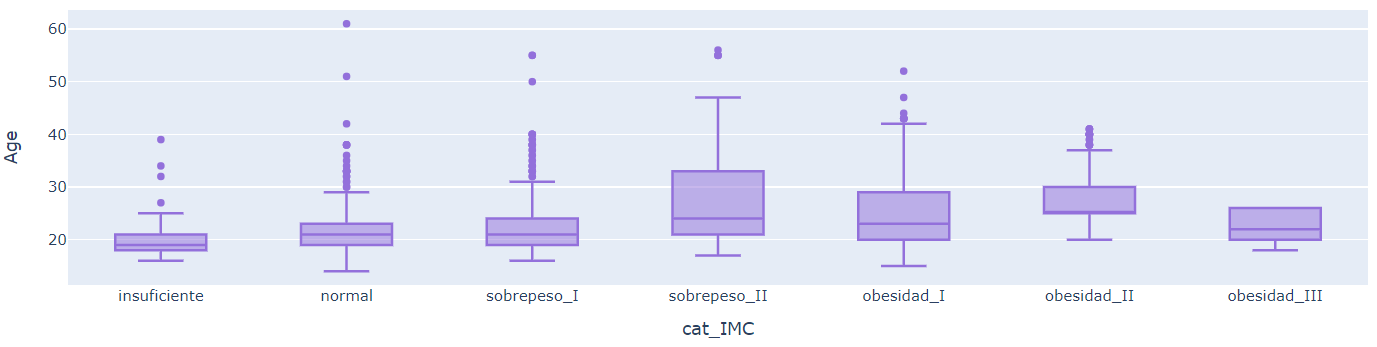 Age
60
50
40
30
20
insuficiente normal sobrepeso_I sobrepeso_II obesidad_I obesidad_II obesidad_III
cat_IMC